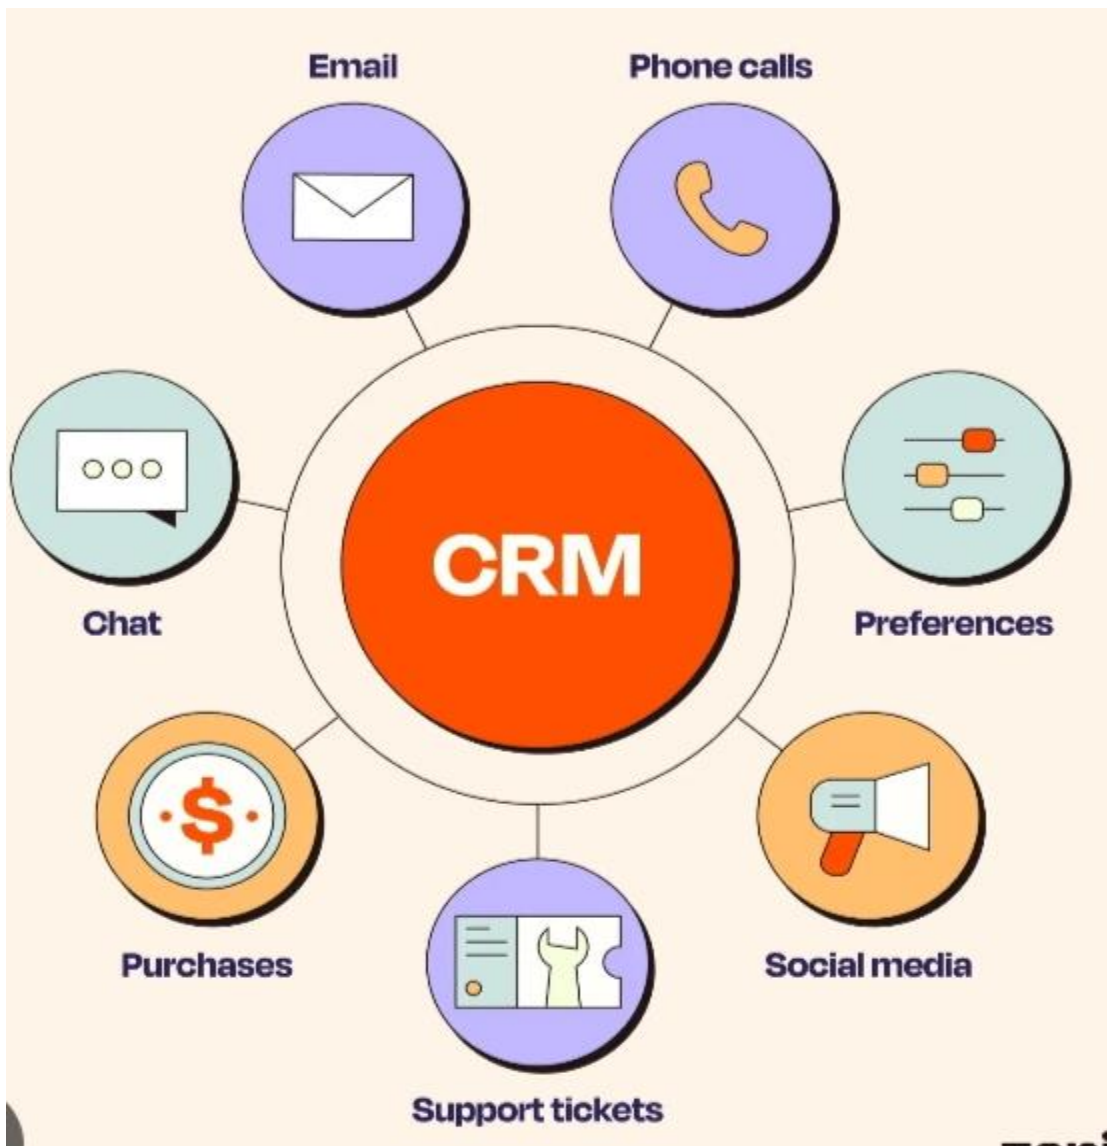 Email
Phone calls
CRM
Chat
Preferences
$
Purchases
Social media
Support tickets